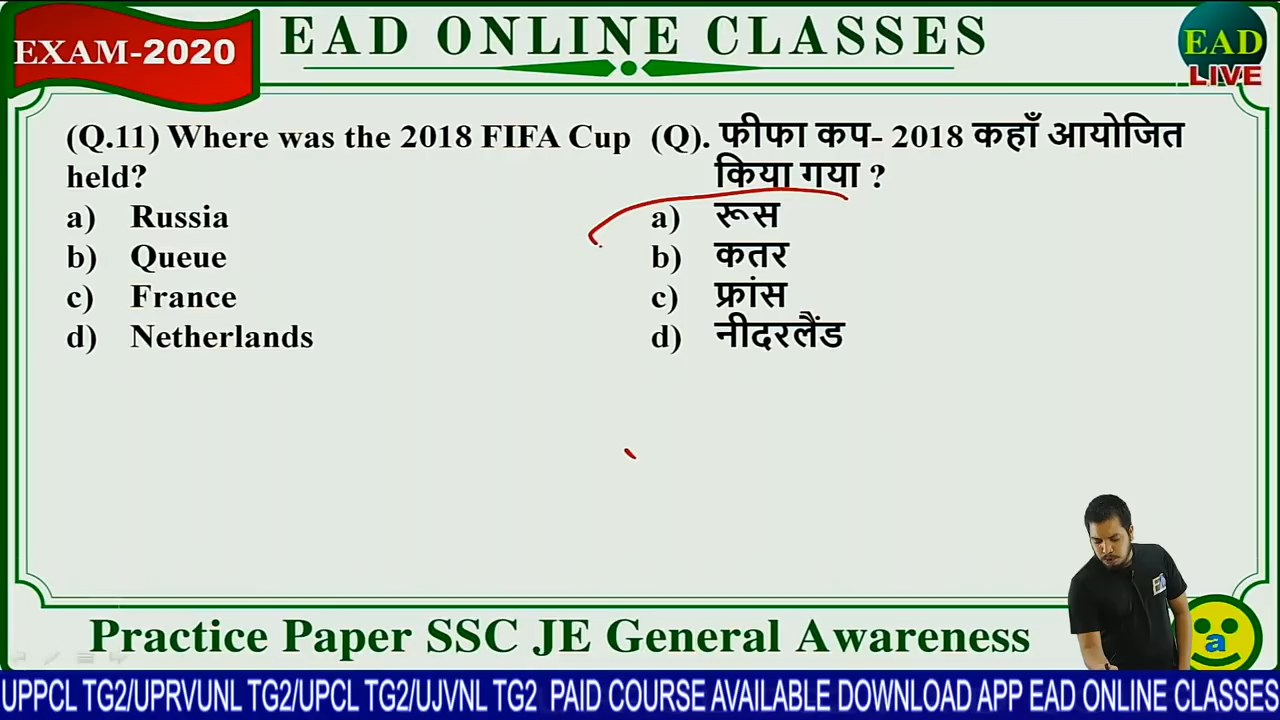 EXAM-2020
EAD ONLINE CLASSES
EAD
LIVE
(Q.11) Where was the 2018 FIFA Cup
held?
a) Russia
b) Queue
c) France
d) Netherlands
(Q). फीफा कप- 2018 कहाँ आयोजित
किया गया ?
a) रूस
b) कतर
c) फ्रांस
d) नीदरलैंड
Practice Paper SSC JE General Awareness
a
UPPCL TG2/UPRVUNL TG2/UPCL TG2/UJVNL TG2 PAID COURSE AVAILABLE DOWNLOAD APP EAD ONLINE CLASSES